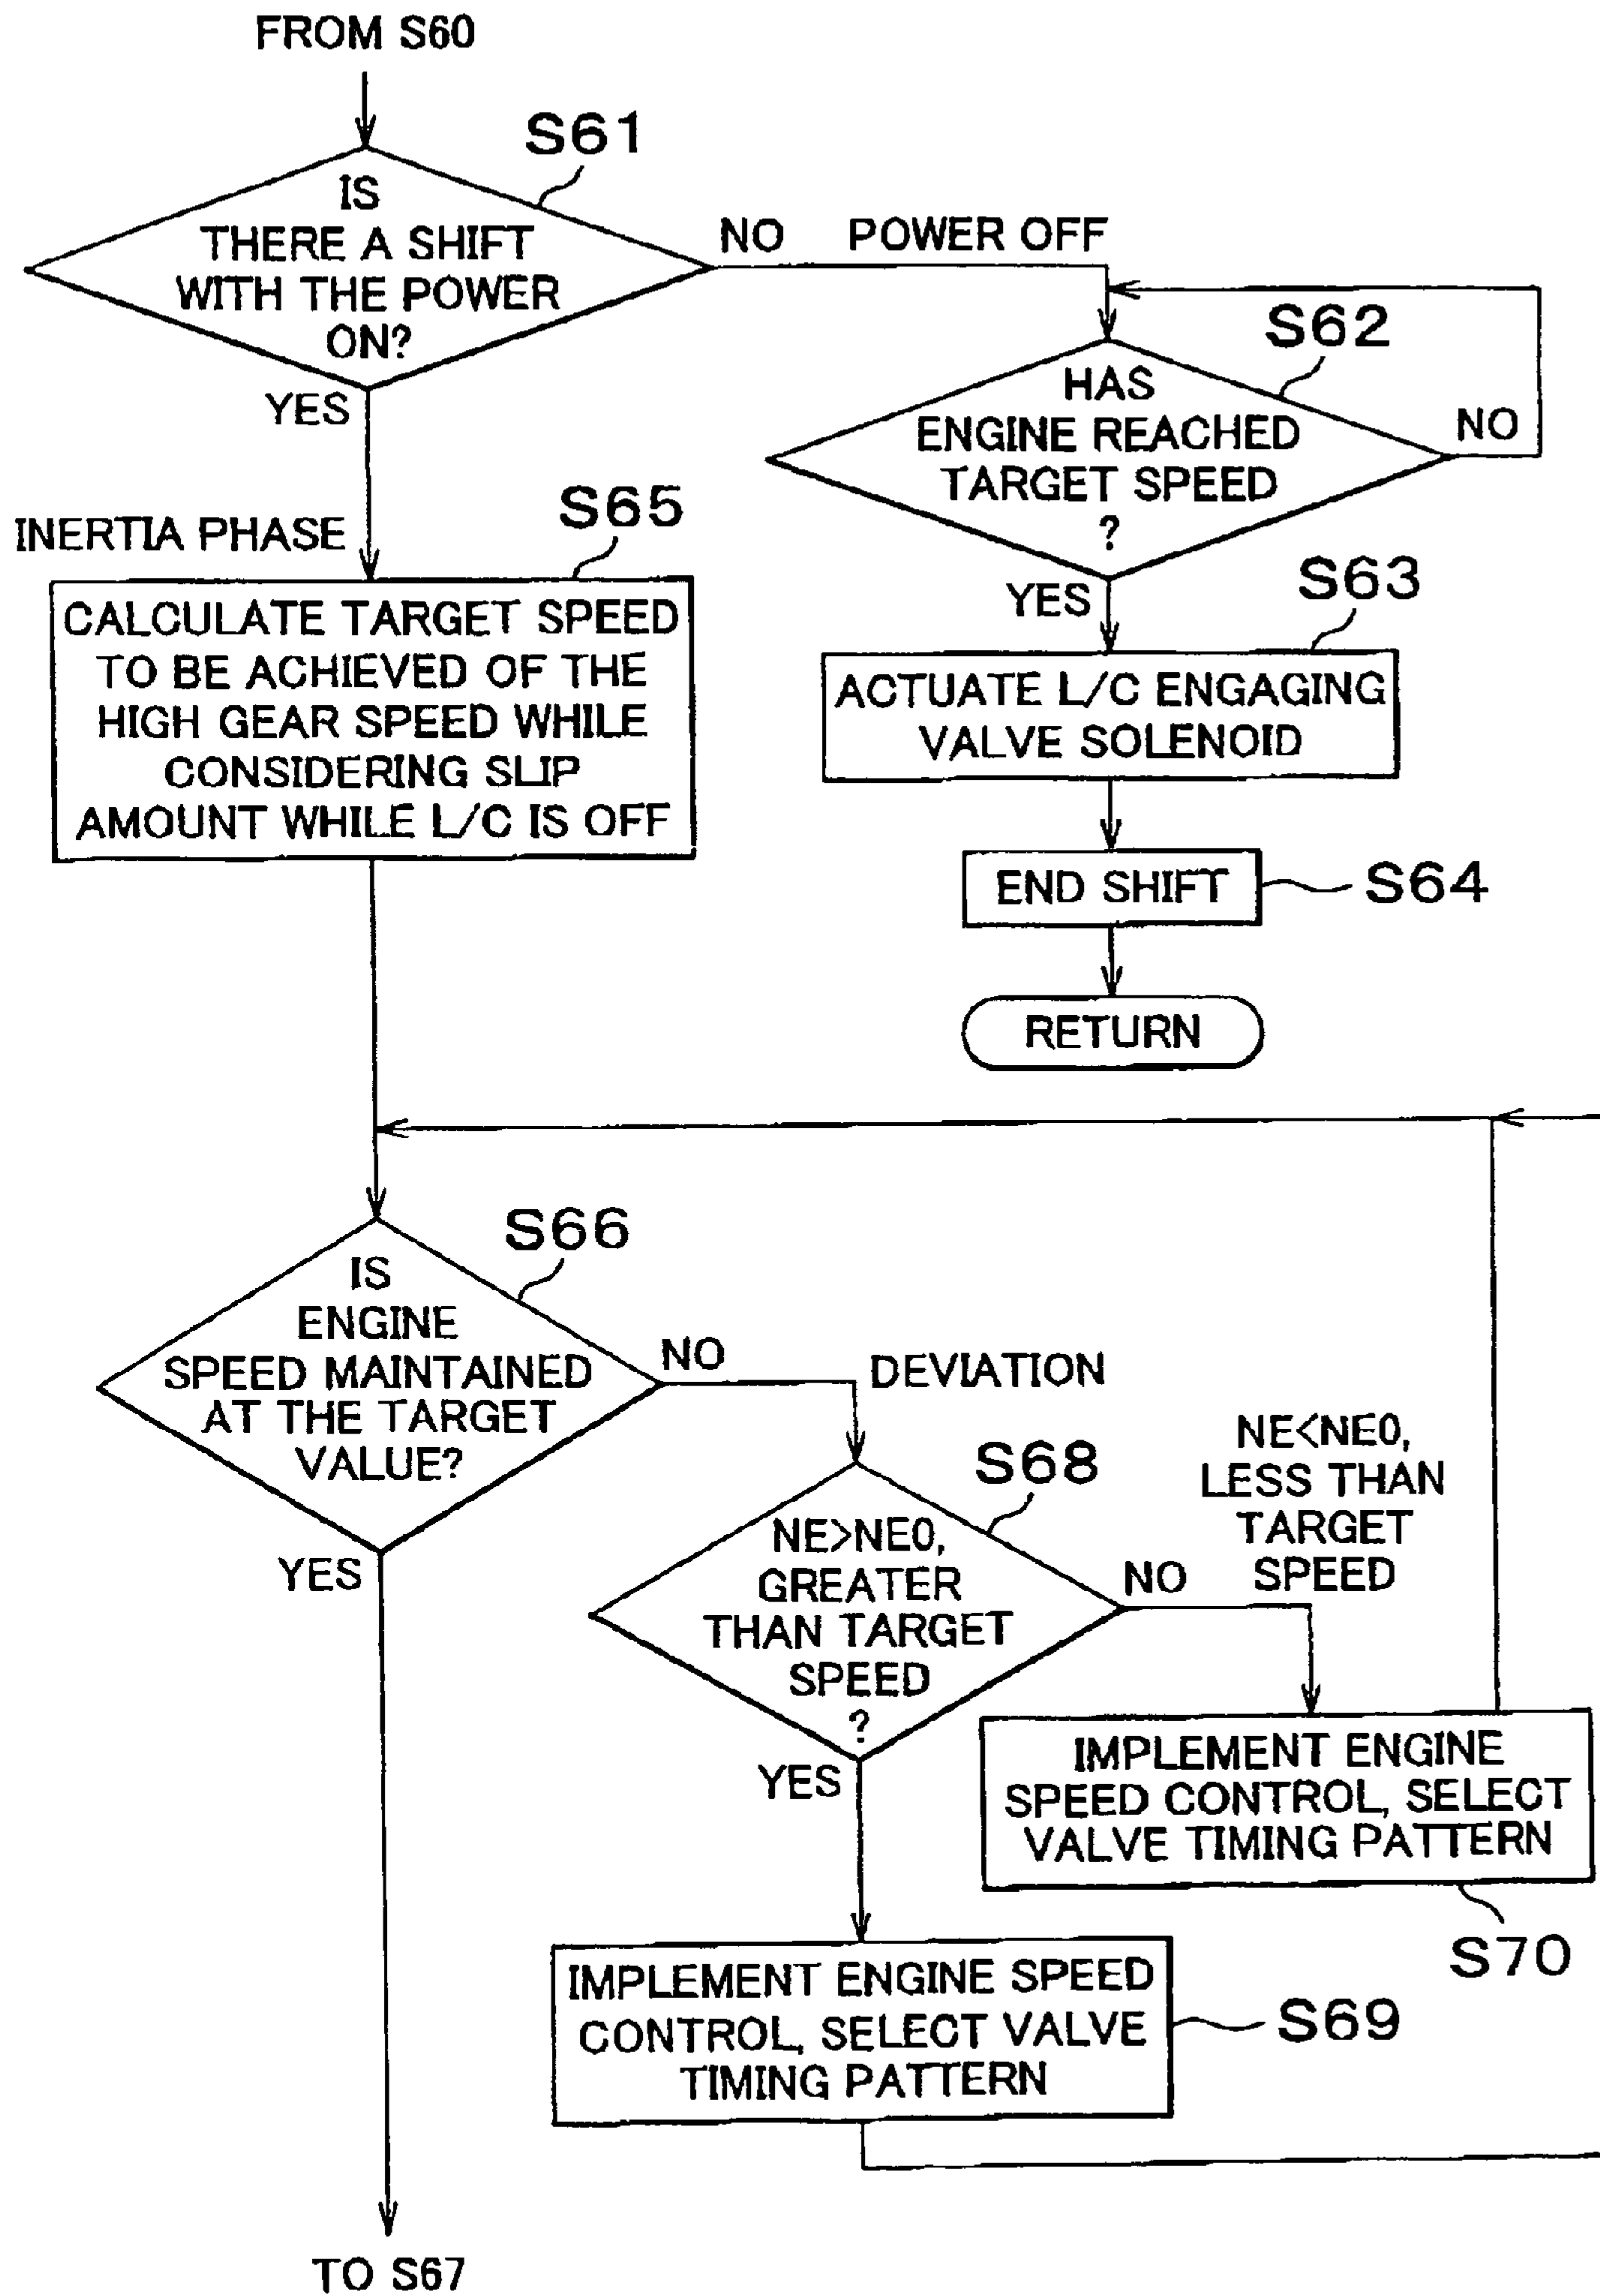 FROM S60
S61
IS
THERE A SHIFT
WITH THE POWER
ON?
NO
POWER OFF
YES
S62
HAS
ENGINE REACHED
TARGET SPEED
?
NO
YES
INERTIA PHASE
S65
CALCULATE TARGET SPEED
TO BE ACHIEVED OF THE
HIGH GEAR SPEED WHILE
CONSIDERING SLIP
AMOUNT WHILE L/C IS OFF
S63
ACTUATE L/C ENGAGING
VALVE SOLENOID
END SHIFT
S64
RETURN
S66
IS
ENGINE
SPEED MAINTAINED
AT THE TARGET
VALUE?
NO
DEVIATION
YES
S68
NE>NE0,
GREATER
THAN TARGET
SPEED
?
NO
NE<NE0,
LESS THAN
TARGET
SPEED
YES
IMPLEMENT ENGINE
SPEED CONTROL, SELECT
VALVE TIMING PATTERN
S70
IMPLEMENT ENGINE SPEED
CONTROL, SELECT VALVE
TIMING PATTERN
S69
TO S67